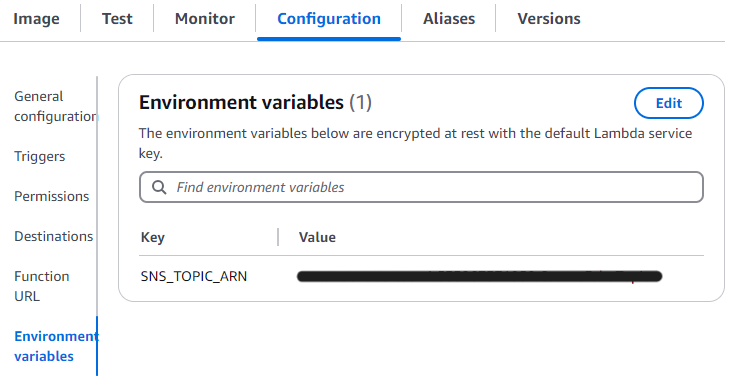 Image Test Monitor Configuration Aliases Versions
General
configuration
Triggers
Permissions
Destinations
Function
URL
Environment
variables
Environment variables (1)
Edit
The environment variables below are encrypted at rest with the default Lambda service
key.
Find environment variables
Key Value
SNS_TOPIC_ARN